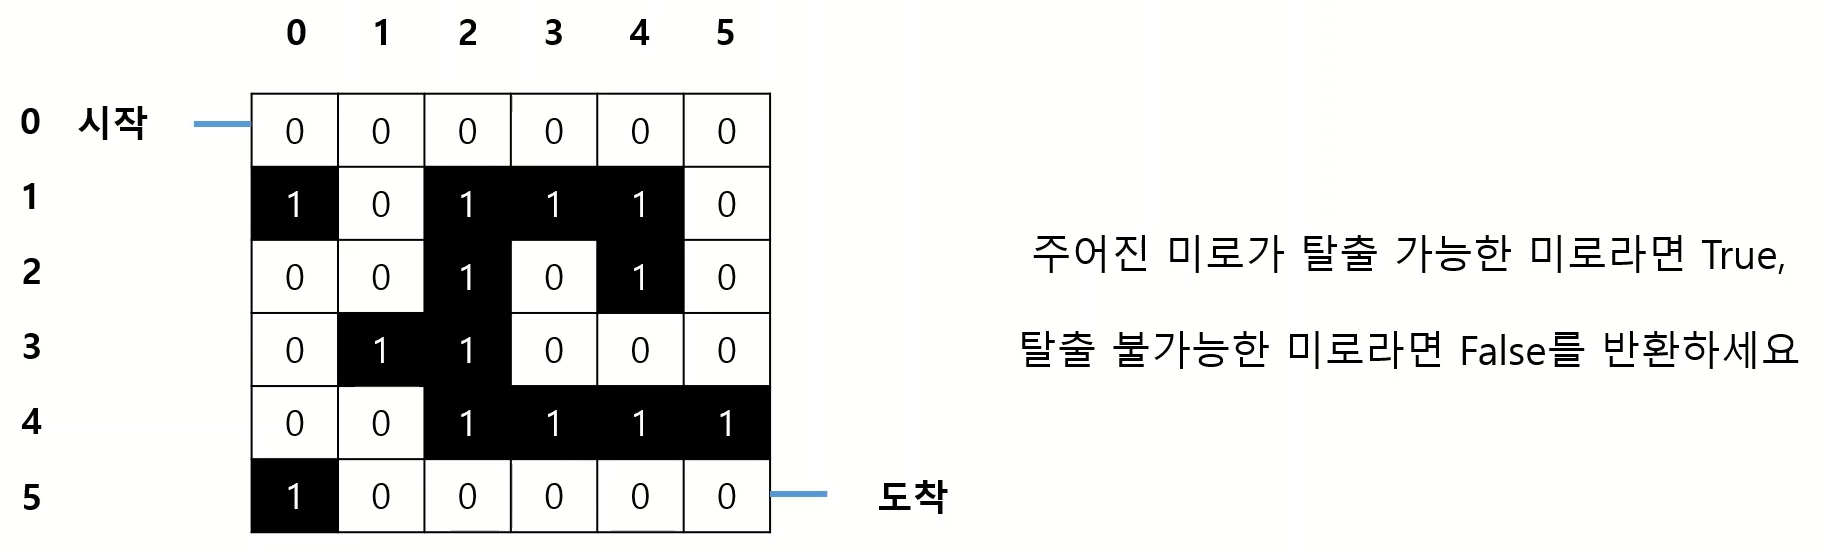 0 1 2 3 4 5
0 시작 0 0 0 0 0 0
1 1 0 1 1 1 0
2 0 0 1 0 1 0
주어진 미로가 탈출 가능한 미로라면 True,
3 0 1 1 0 0 0
탈출 불가능한 미로라면 False를 반환하세요
4 0 0 1 1 1 1
5 1 0 0 0 0 0 도착